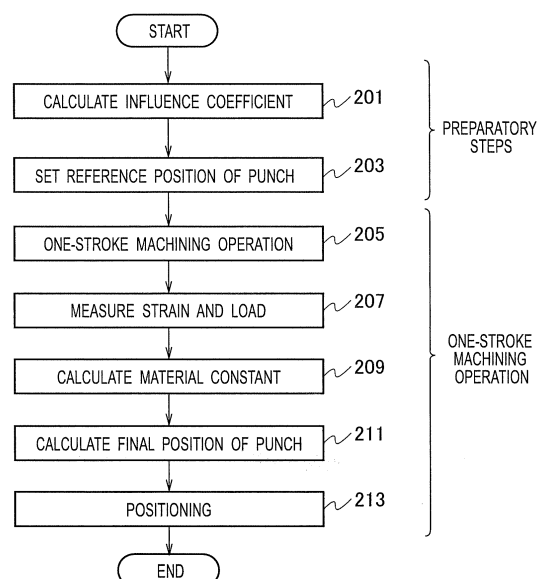 START
CALCULATE INFLUENCE COEFFICIENT
201
SET REFERENCE POSITION OF PUNCH
203
PREPARATORY
STEPS
ONE-STROKE MACHINING OPERATION
205
MEASURE STRAIN AND LOAD
207
CALCULATE MATERIAL CONSTANT
209
CALCULATE FINAL POSITION OF PUNCH
211
POSITIONING
213
ONE-STROKE
MACHINING
OPERATION
END